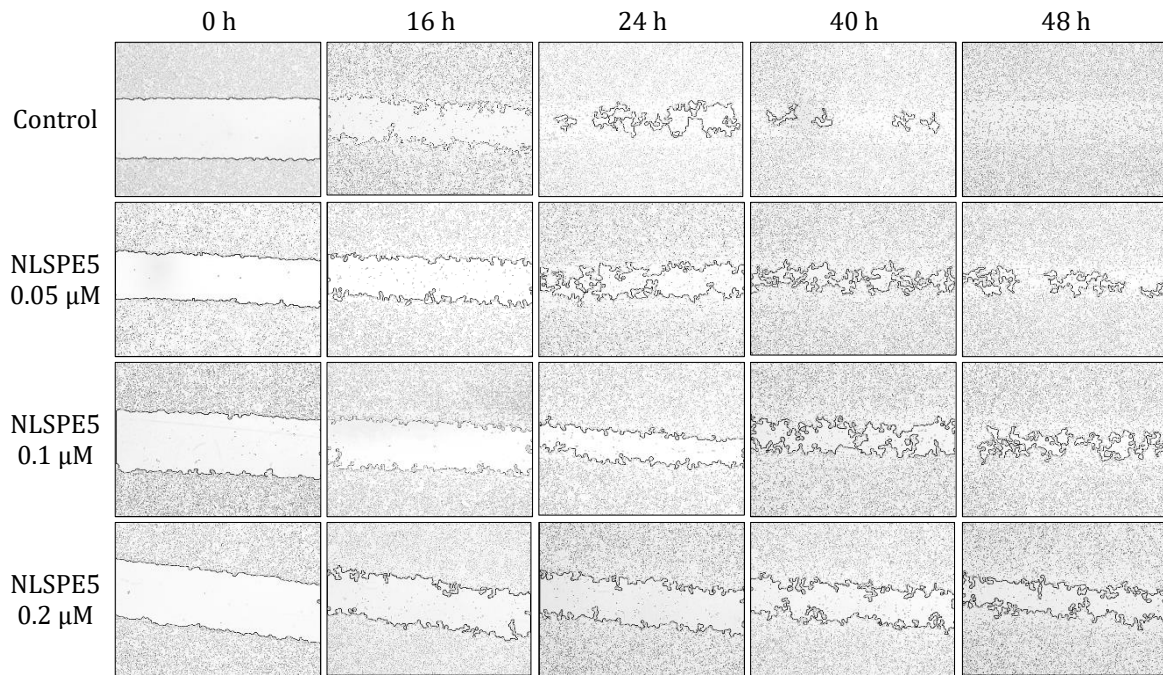 0 h 16 h 24 h 40 h 48 h
Control
NLSPE5
0.05 μM
NLSPE5
0.1 μM
NLSPE5
0.2 μM